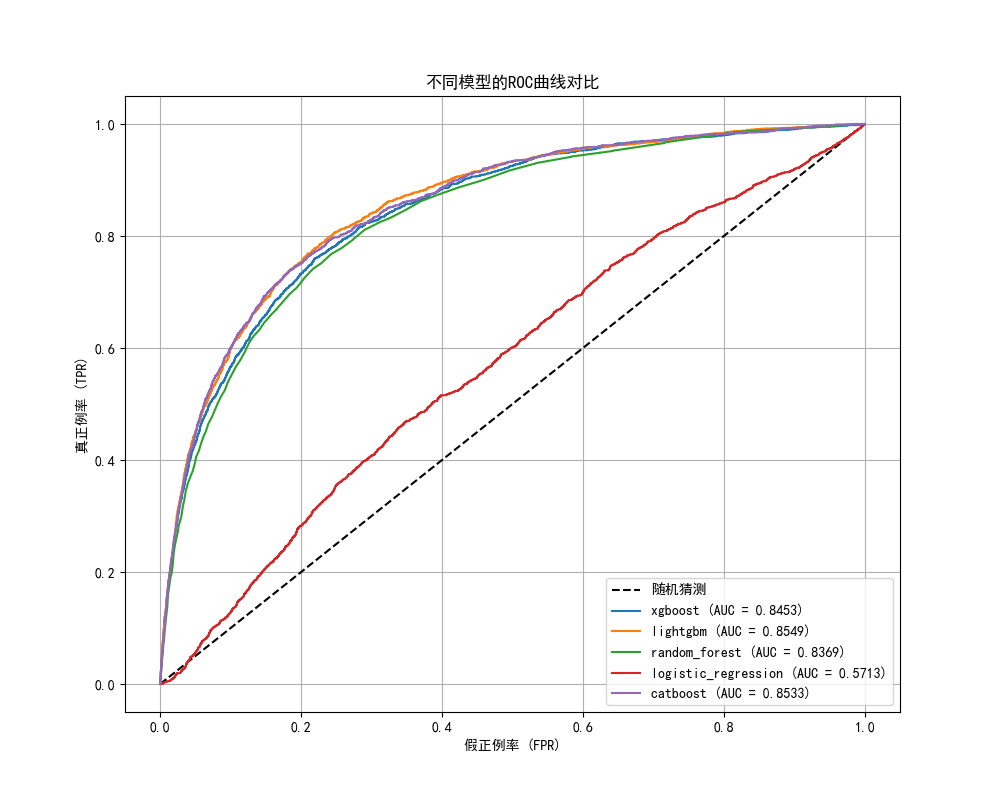 不同模型的ROC曲线对比
真正例率 (TPR)
1.0
0.8
0.6
0.4
0.2
0.0
0.0 0.2 0.4 0.6 0.8 1.0
假正例率 (FPR)
随机猜测
xgboost (AUC = 0.8453)
lightgbm (AUC = 0.8549)
random_forest (AUC = 0.8369)
logistic_regression (AUC = 0.5713)
catboost (AUC = 0.8533)